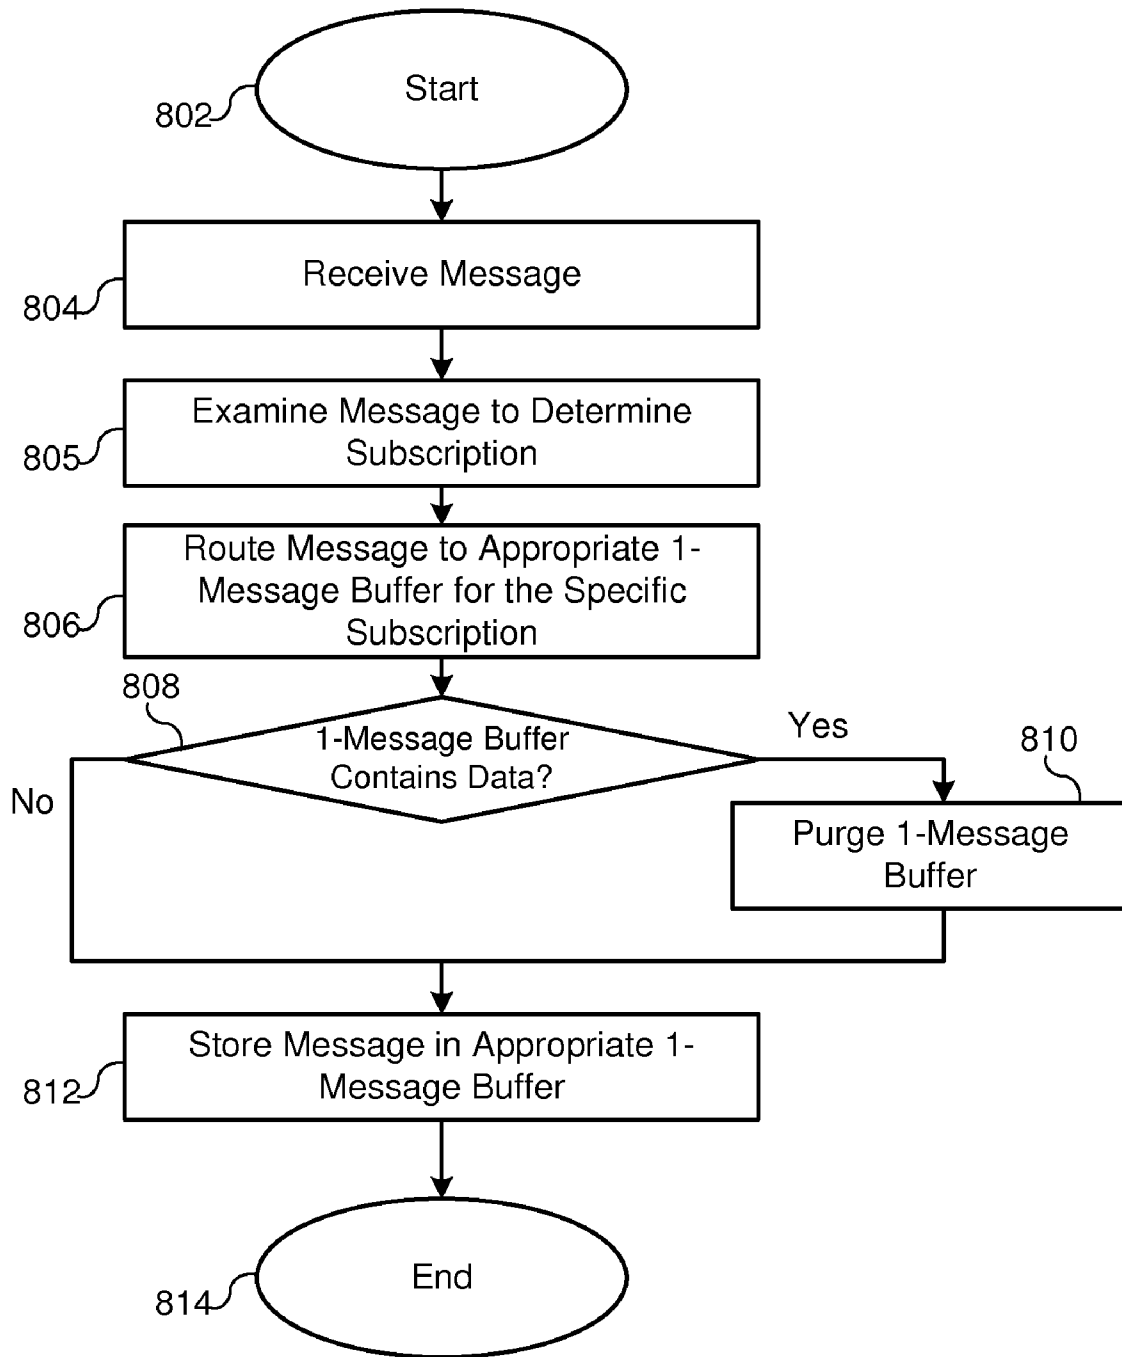 Start
802
Receive Message
804
Examine Message to Determine
Subscription
805
Route Message to Appropriate 1-
Message Buffer for the Specific
Subscription
806
808
1-Message Buffer
Contains Data?
Yes
No
810
Purge 1-Message
Buffer
Store Message in Appropriate 1-
Message Buffer
812
End
814